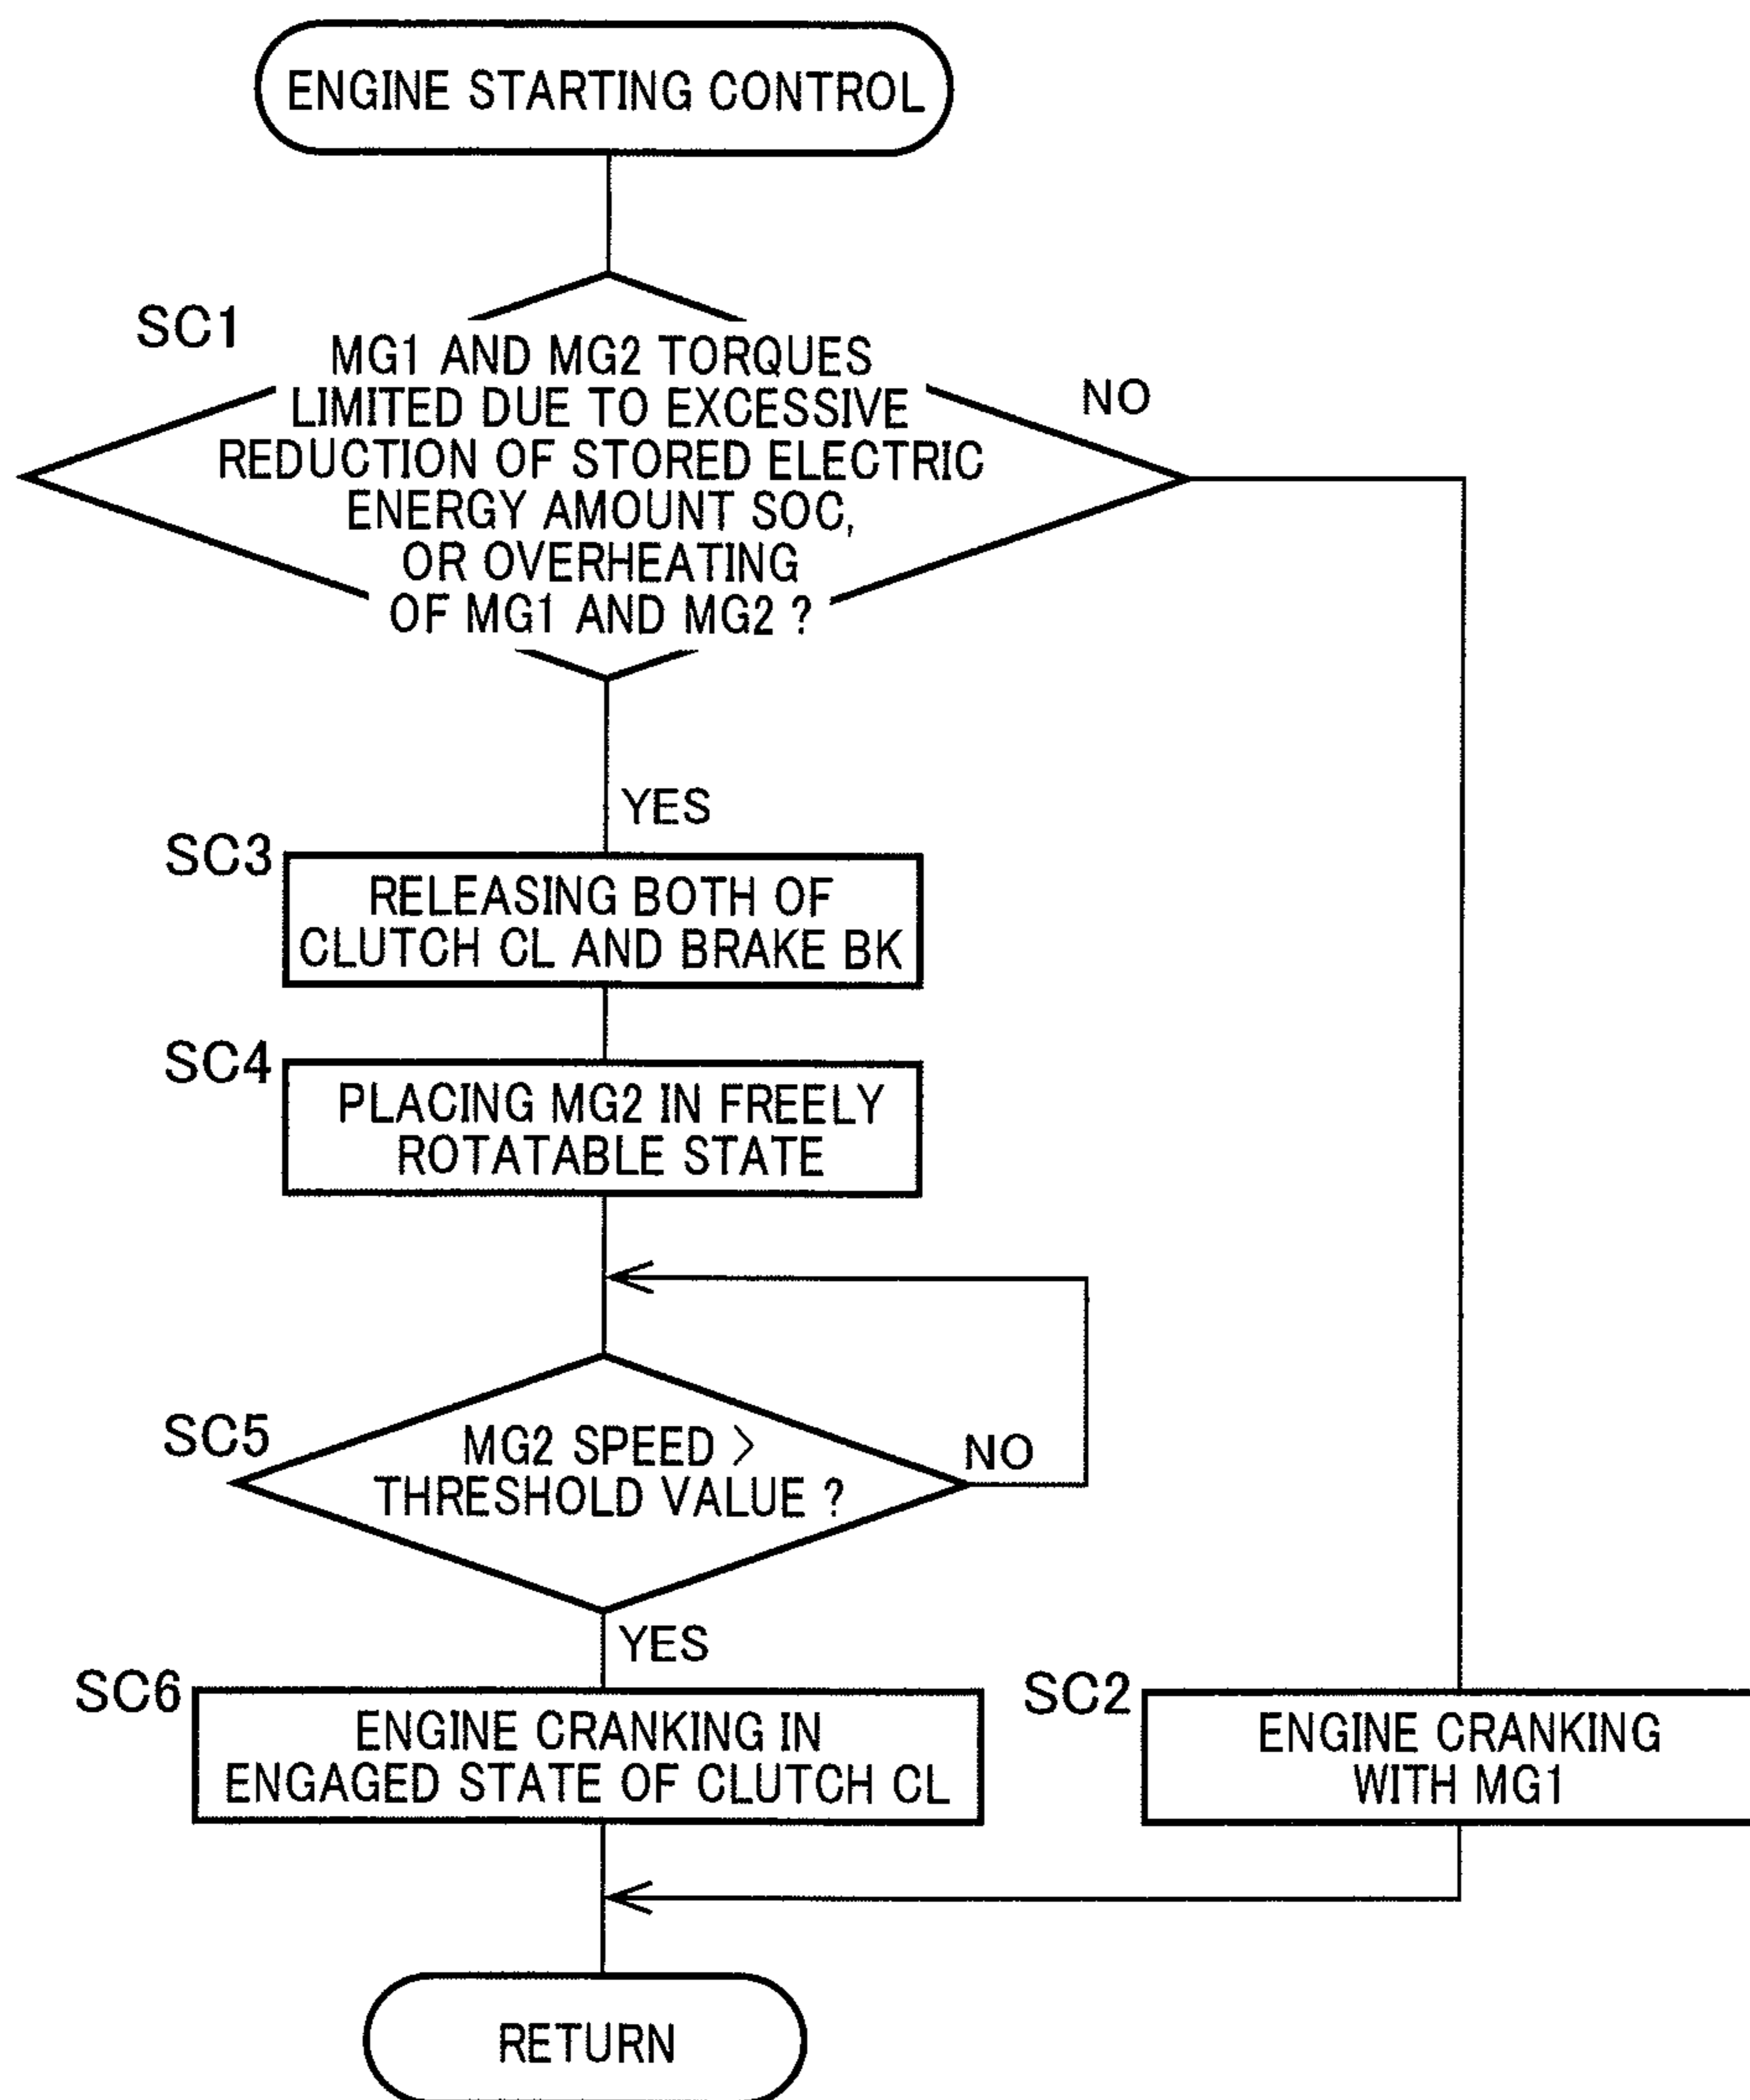 ENGINE STARTING CONTROL
SC1
MG1 AND MG2 TORQUES
LIMITED DUE TO EXCESSIVE
REDUCTION OF STORED ELECTRIC
ENERGY AMOUNT SOC,
OR OVERHEATING
OF MG1 AND MG2 ?
NO
YES
SC3
RELEASING BOTH OF
CLUTCH CL AND BRAKE BK
SC4
PLACING MG2 IN FREELY
ROTATABLE STATE
SC5
MG2 SPEED >
THRESHOLD VALUE ?
NO
YES
SC6
ENGINE CRANKING IN
ENGAGED STATE OF CLUTCH CL
SC2
ENGINE CRANKING
WITH MG1
RETURN